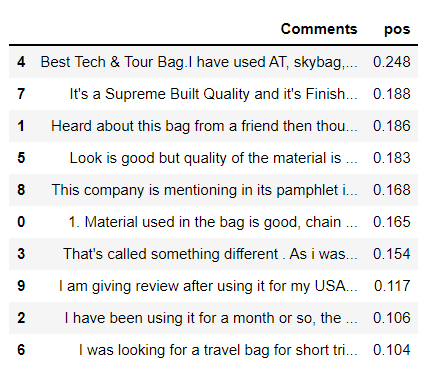 Comments pos
4 Best Tech & Tour Bag.I have used AT, skybag,... 0.248
7 It's a Supreme Built Quality and it's Finish... 0.188
1 Heard about this bag from a friend then thou... 0.186
5 Look is good but quality of the material is ... 0.183
8 This company is mentioning in its pamphlet i... 0.168
0 1. Material used in the bag is good, chain ... 0.165
3 That's called something different . As i was... 0.154
9 I am giving review after using it for my USA... 0.117
2 I have been using it for a month or so, the ... 0.106
6 I was looking for a travel bag for short tri... 0.104